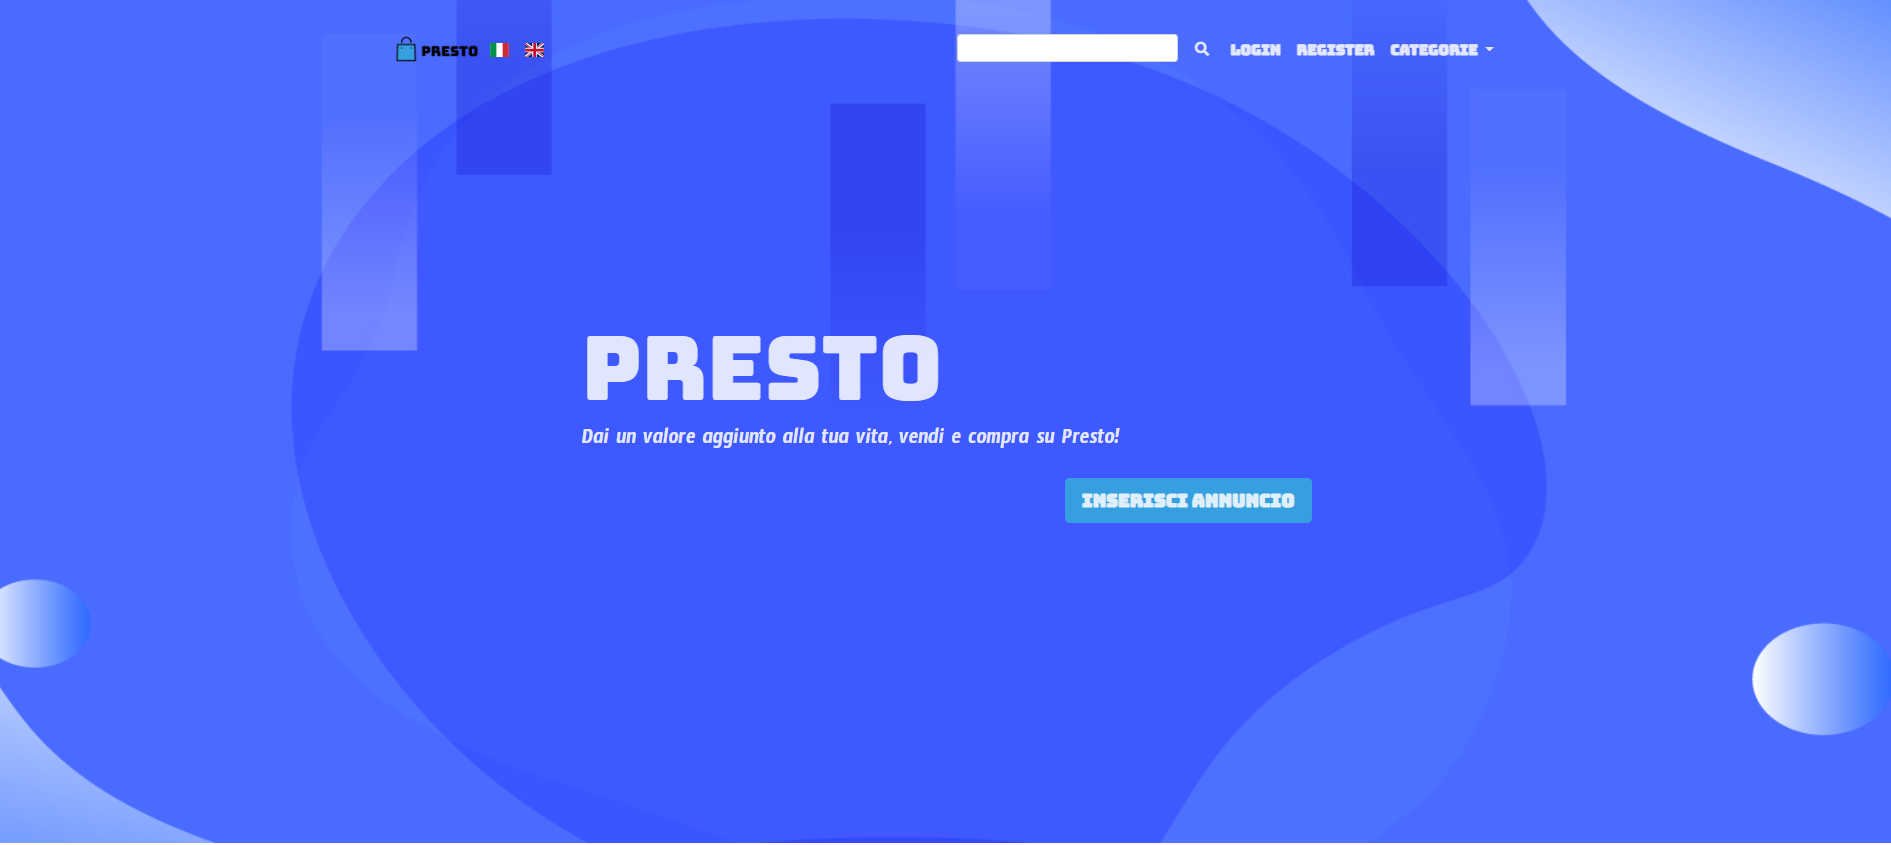 PRESTO
LOGIN REGISTER CATEGORIE
PRESTO
Dai un valore aggiunto alla tua vita, vendi e compra su Presto!
INSERISCI ANNUNCIO